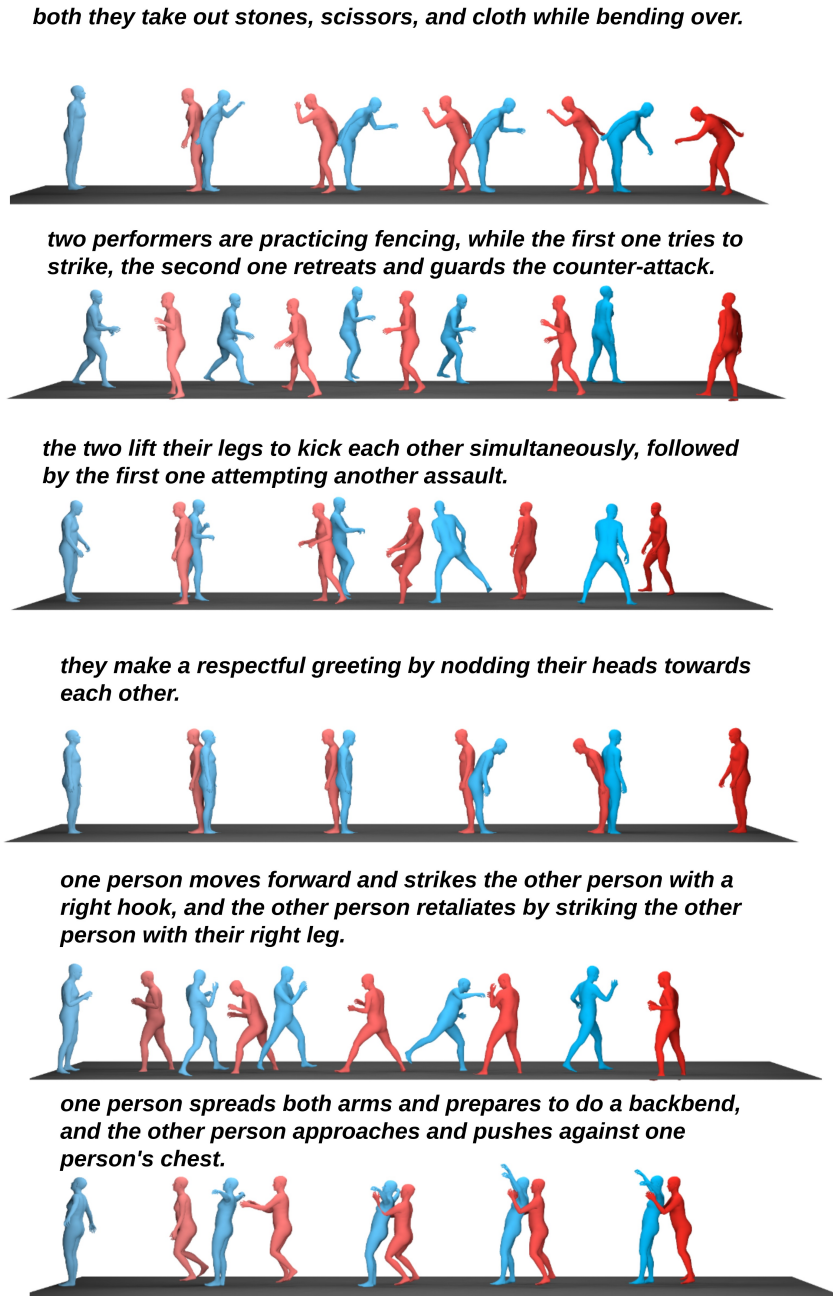 both they take out stones, scissors, and cloth while bending over.
two performers are practicing fencing, while the first one tries to
strike, the second one retreats and guards the counter-attack.
the two lift their legs to kick each other simultaneously, followed
by the first one attempting another assault.
they make a respectful greeting by nodding their heads towards
each other.
one person moves forward and strikes the other person with a
right hook, and the other person retaliates by striking the other
person with their right leg.
one person spreads both arms and prepares to do a backbend,
and the other person approaches and pushes against one
person's chest.